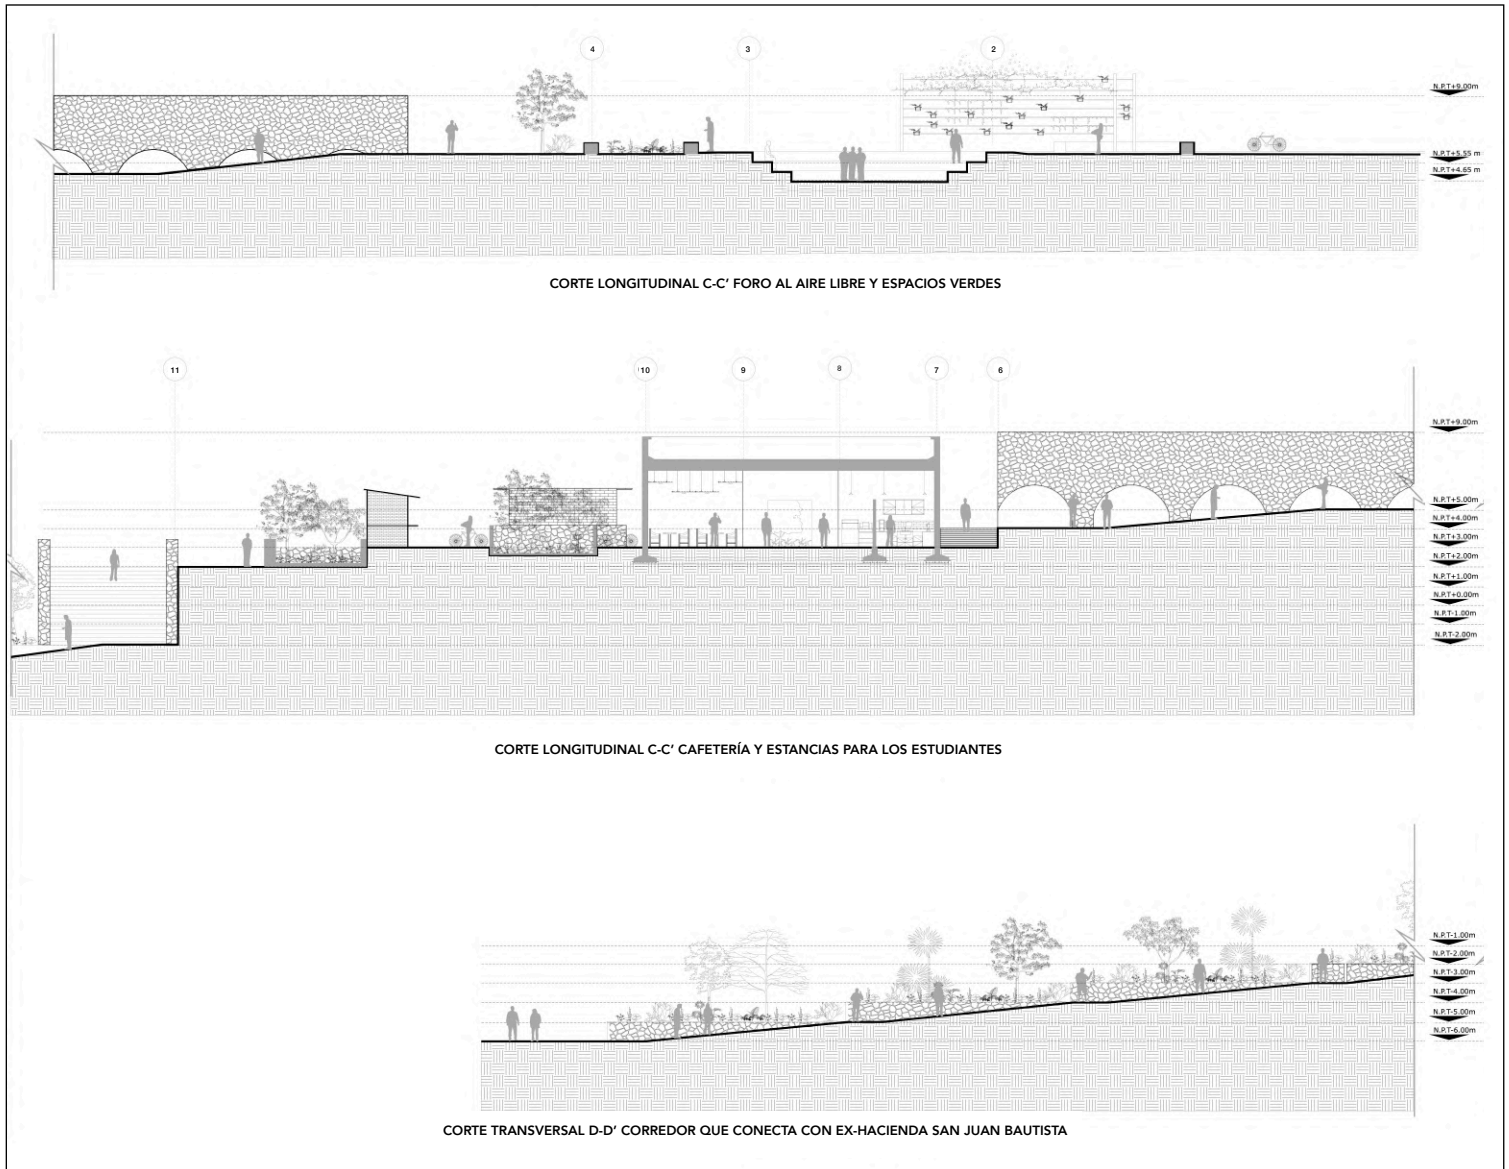 4 3 2
N.P.T+9.00m
N.P.T+5.55 m
N.P.T+4.65 m
CORTE LONGITUDINAL C-C' FORO AL AIRE LIBRE Y ESPACIOS VERDES
11 10 9 8 7 6
N.P.T+9.00m
N.P.T+5.00m
N.P.T+4.00m
N.P.T+3.00m
N.P.T+2.00m
N.P.T+1.00m
N.P.T+0.00m
N.P.T-1.00m
N.P.T-2.00m
CORTE LONGITUDINAL C-C' CAFETERÍA Y ESTANCIAS PARA LOS ESTUDIANTES
N.P.T-1.00m
N.P.T-2.00m
N.P.T-3.00m
N.P.T-4.00m
N.P.T-5.00m
N.P.T-6.00m
CORTE TRANSVERSAL D-D' CORREDOR QUE CONECTA CON EX-HACIENDA SAN JUAN BAUTISTA